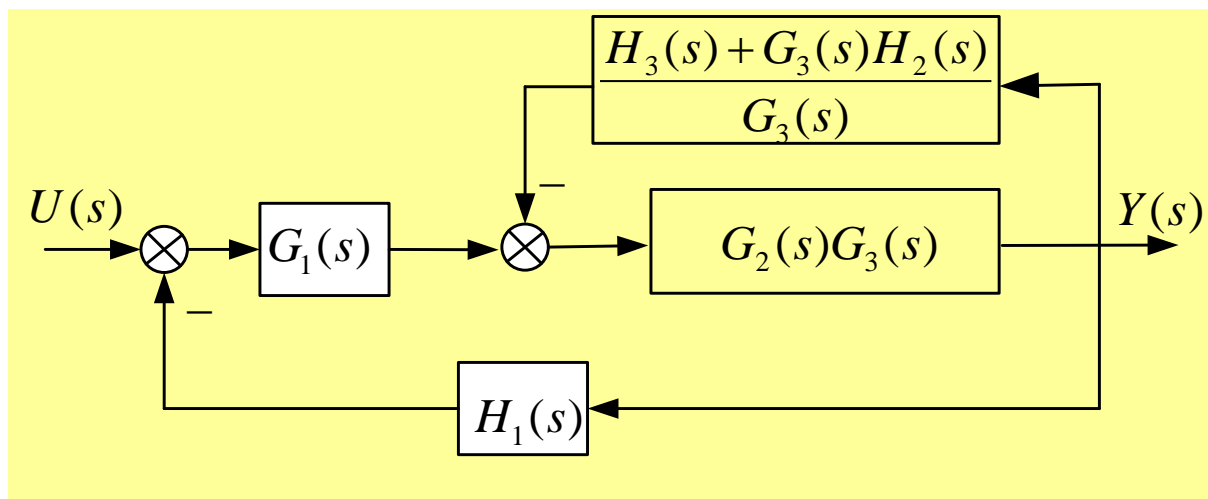 H₃(s) + G₃(s)H₂(s)
G₃(s)
−
U(s)
G₁(s)
G₂(s)G₃(s)
Y(s)
−
H₁(s)